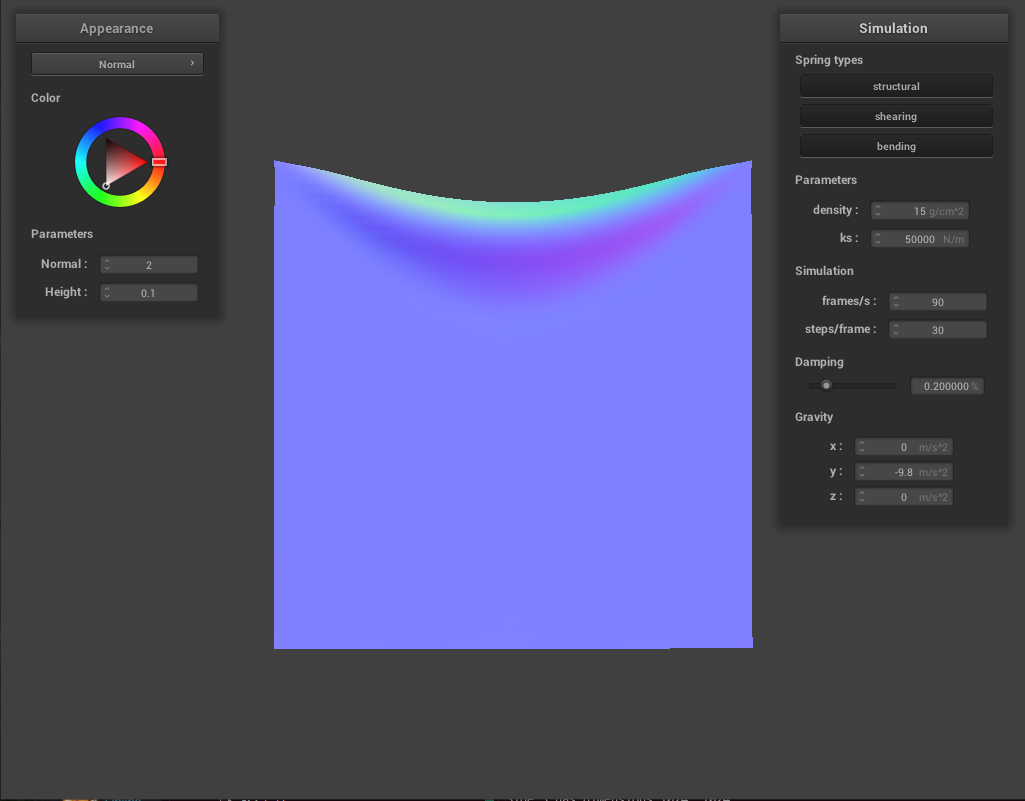 Appearance
Normal
Color
Parameters
Normal :
2
Height :
0.1
Simulation
Spring types
structural
shearing
bending
Parameters
density :
15 g/cm^2
ks :
50000 N/m
Simulation
frames/s :
90
steps/frame :
30
Damping
0.200000 %
Gravity
x :
0 m/s^2
y :
-9.8 m/s^2
z :
0 m/s^2